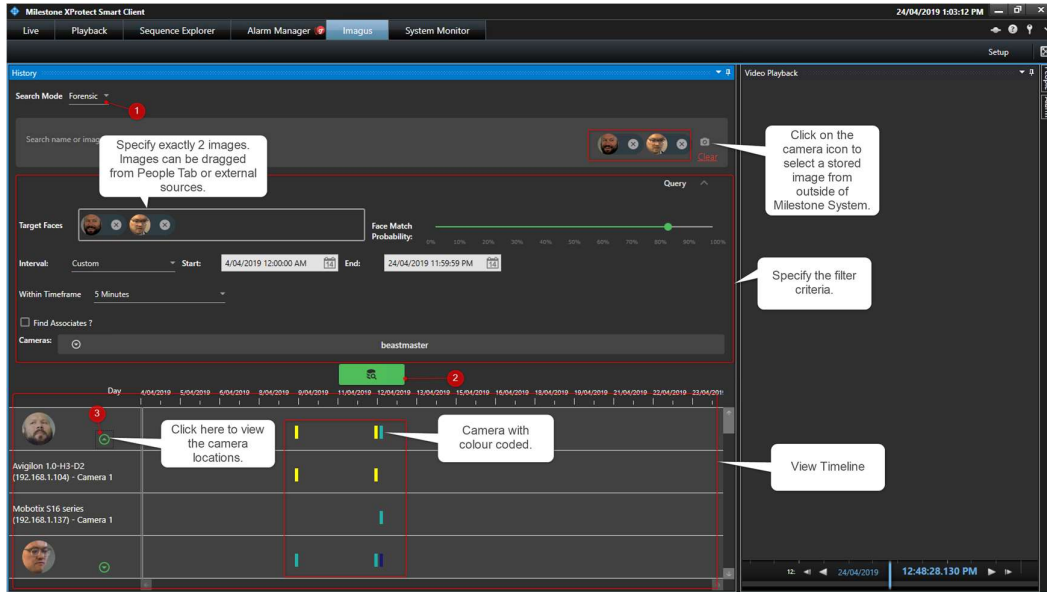 Milestone XProtect Smart Client
24/04/2019 1:03:12 PM
Live Playback Sequence Explorer Alarm Manager Imagus System Monitor
Setup
History
Video Playback
People
Search Mode Forensic
1
Search name or imag
Specify exactly 2 images.
Images can be dragged
from People Tab or external
sources.
Clear
Click on the
camera icon to
select a stored
image from
outside of
Milestone System.
Query
Target Faces
Face Match
Probability:
0% 10% 20% 30% 40% 50% 60% 70% 80% 90% 100%
Interval: Custom Start: 4/04/2019 12:00:00 AM 14 End: 24/04/2019 11:59:59 PM 14
Specify the filter
criteria.
Within Timeframe 5 Minutes
Find Associates ?
Cameras: beastmaster
2
Day 4/04/2019 5/04/2019 6/04/2019 8/04/2019 9/04/2019 11/04/2019 12/04/2019 13/04/2019 15/04/2019 16/04/2019 18/04/2019 19/04/2019 21/04/2019 22/04/2019 23/04/201
3
Click here to view
the camera
locations.
Camera with
colour coded.
Avigilon 1.0-H3-D2
(192.168.1.104) - Camera 1
View Timeline
Mobotix S16 series
(192.168.1.137) - Camera 1
12: 24/04/2019 12:48:28.130 PM